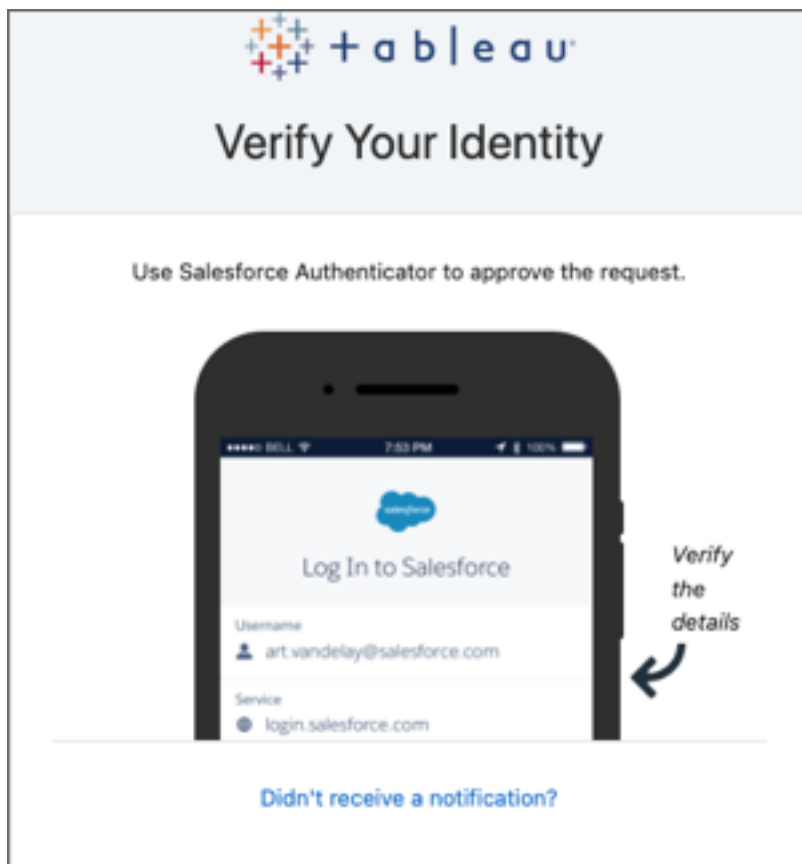 +ableau
Verify Your Identity
Use Salesforce Authenticator to approve the request.
BELL 7:53 PM 100%
salesforce
Log In to Salesforce
Username
art.vandelay@salesforce.com
Service
login.salesforce.com
Verify
the
details
Didn't receive a notification?